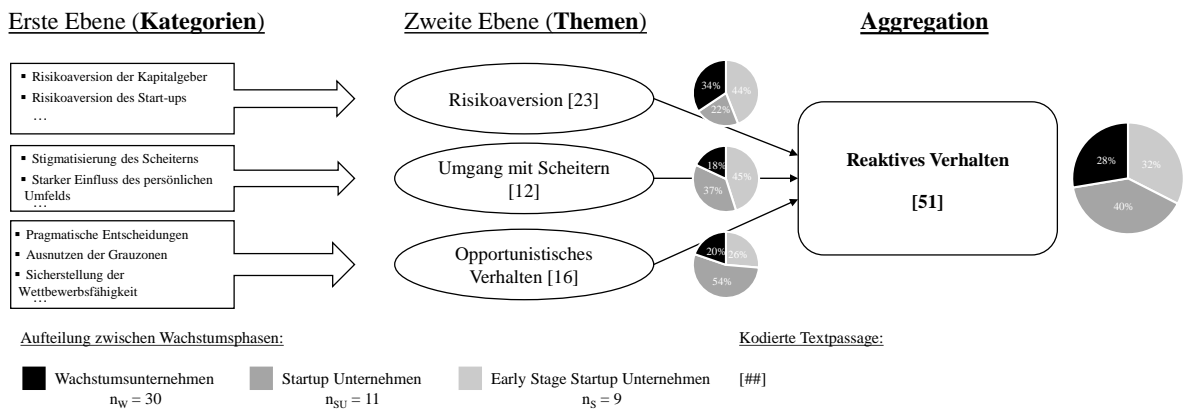 Erste Ebene (Kategorien)
Zweite Ebene (Themen)
Aggregation
▪ Risikoaversion der Kapitalgeber
▪ Risikoaversion des Start-ups
…
Risikoaversion [23]
34%
44%
22%
▪ Stigmatisierung des Scheiterns
▪ Starker Einfluss des persönlichen
Umfelds
…
Umgang mit Scheitern
[12]
18%
45%
37%
▪ Pragmatische Entscheidungen
▪ Ausnutzen der Grauzonen
▪ Sicherstellung der
Wettbewerbsfähigkeit
…
Opportunistisches
Verhalten [16]
20%
26%
54%
Reaktives Verhalten
[51]
28%
32%
40%
Aufteilung zwischen Wachstumsphasen:
Kodierte Textpassage:
Wachstumsunternehmen
n_W = 30
Startup Unternehmen
n_SU = 11
Early Stage Startup Unternehmen
n_S = 9
[##]